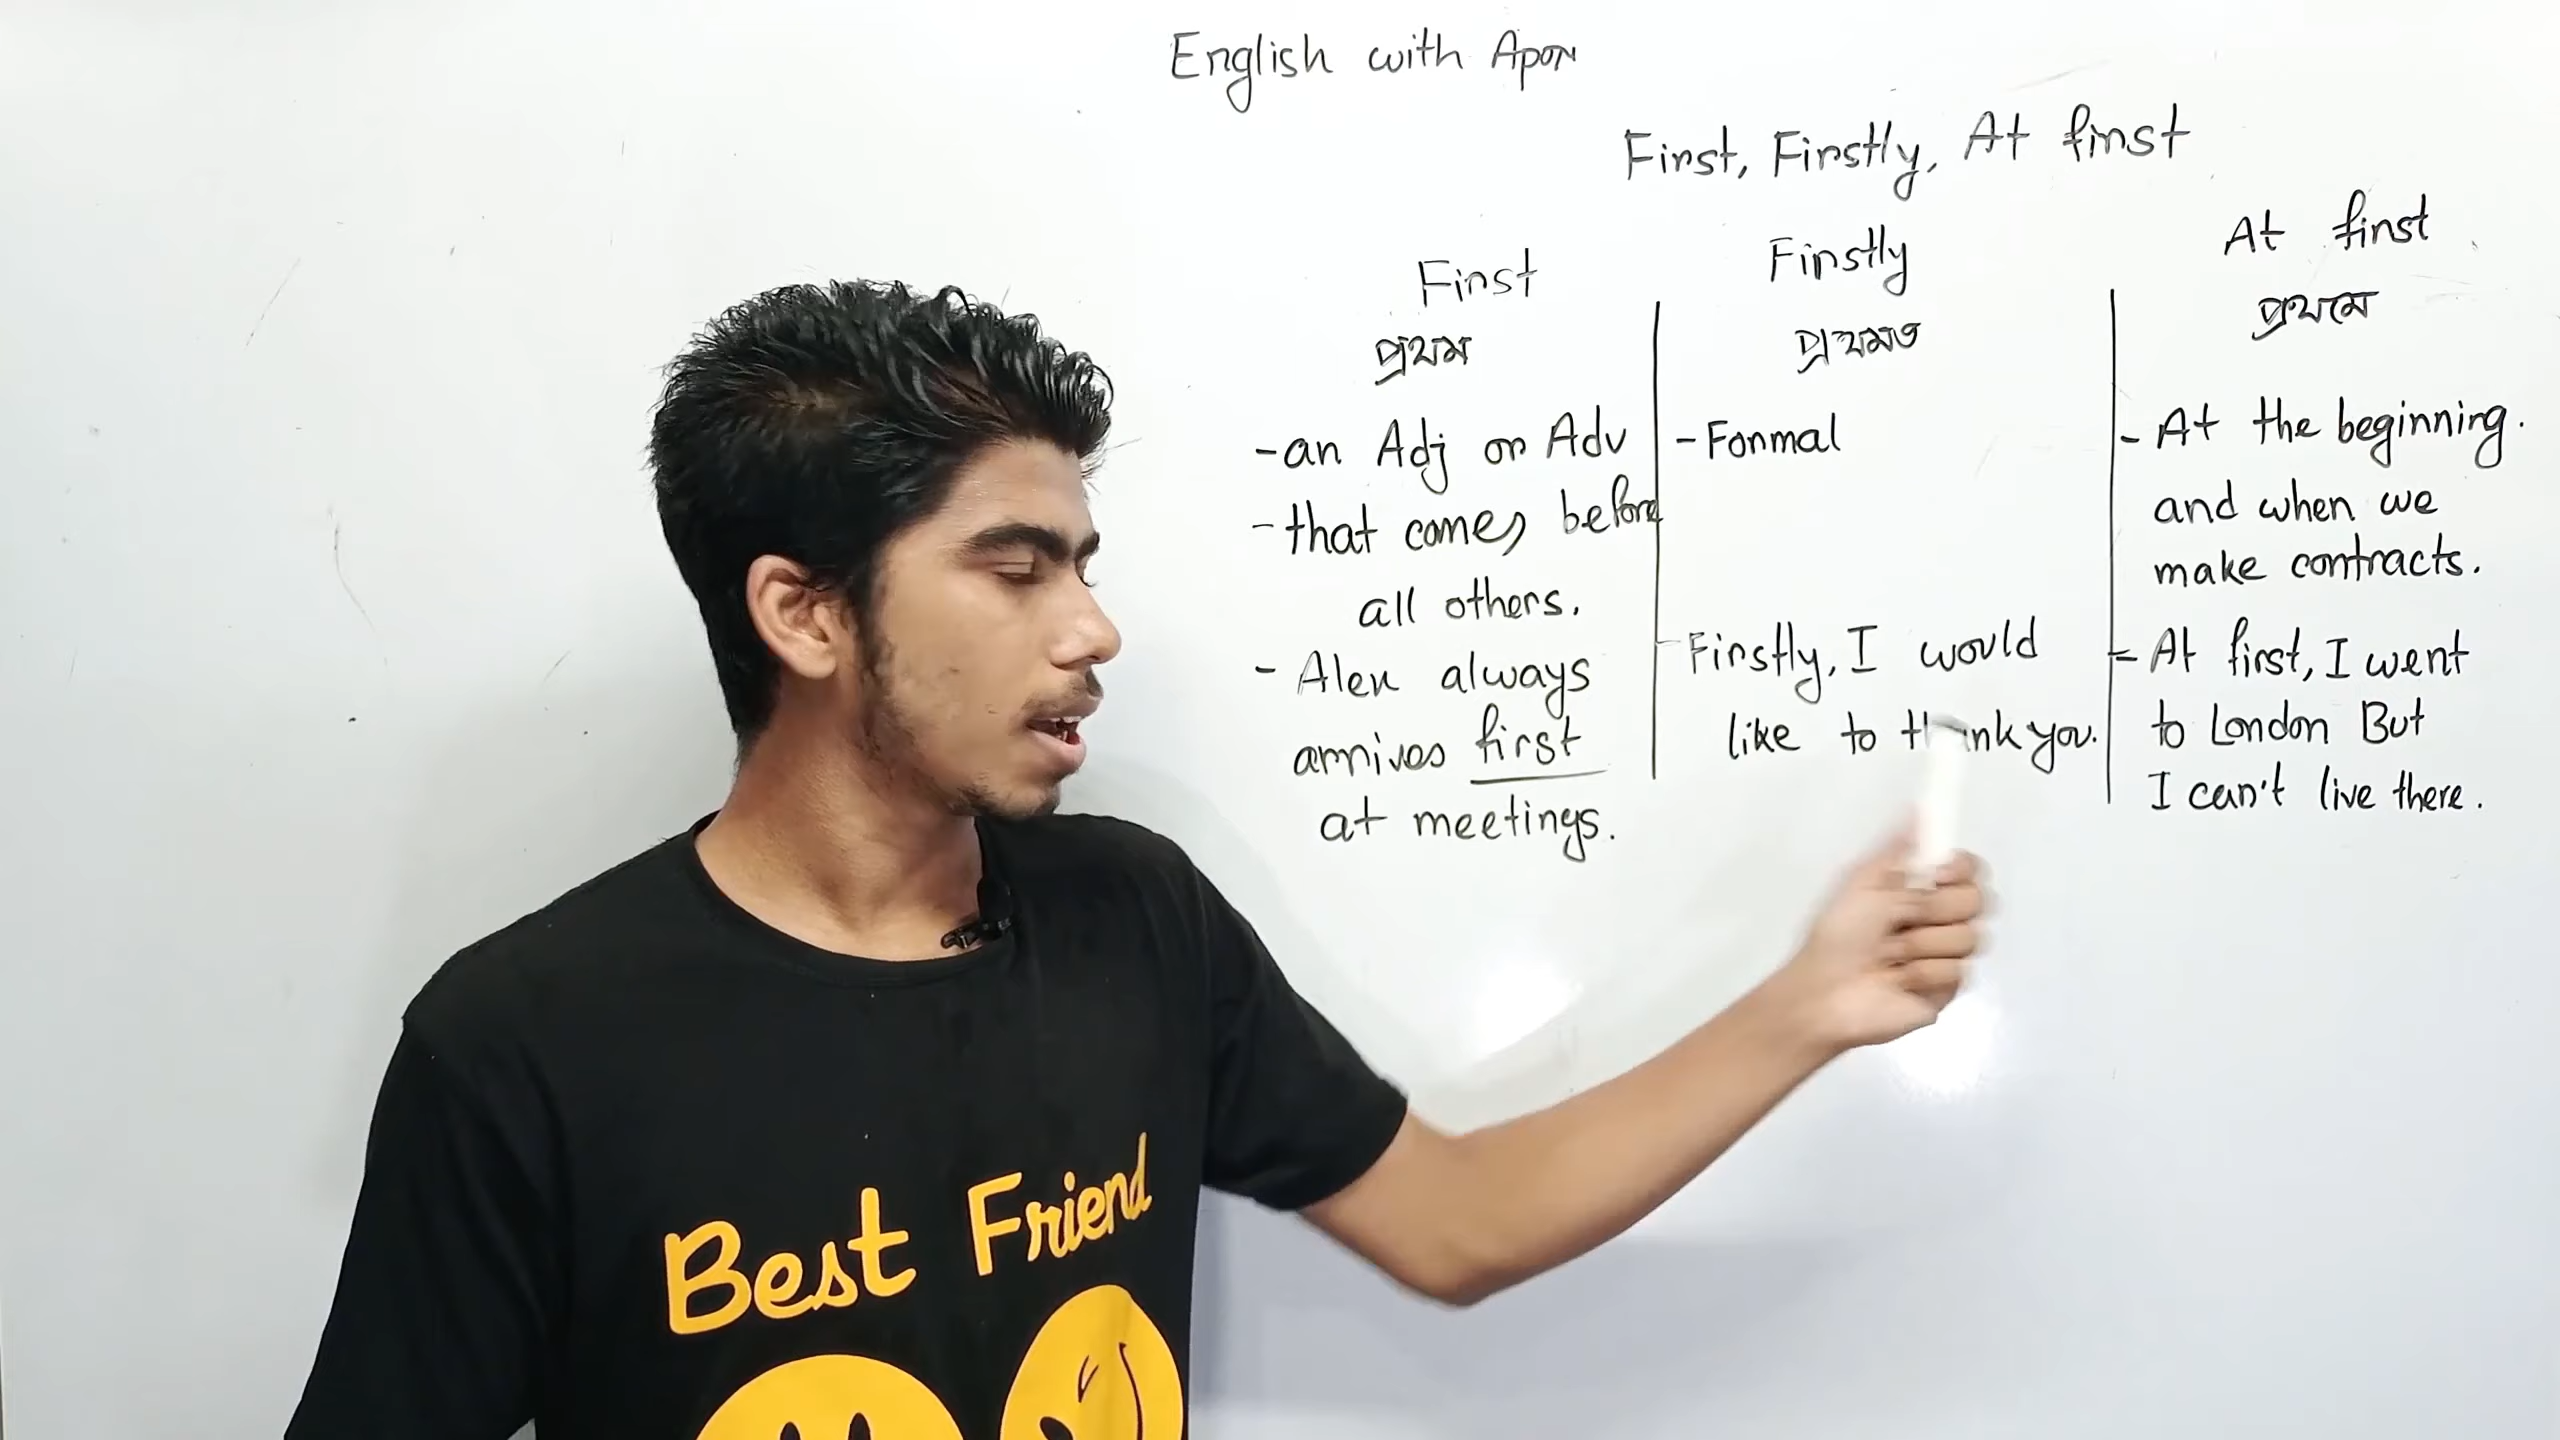 English with Apon
First, Firstly, At first
First
প্রথম
-an Adj or Adv
-that comes before
all others.
- Alex always
arrives first
at meetings.
Firstly
প্রথমত
-Formal
-Firstly, I would
like to thank you.
At first
প্রথমে
- At the beginning.
and when we
make contracts.
- At first, I went
to London But
I can't live there.
Best Friend